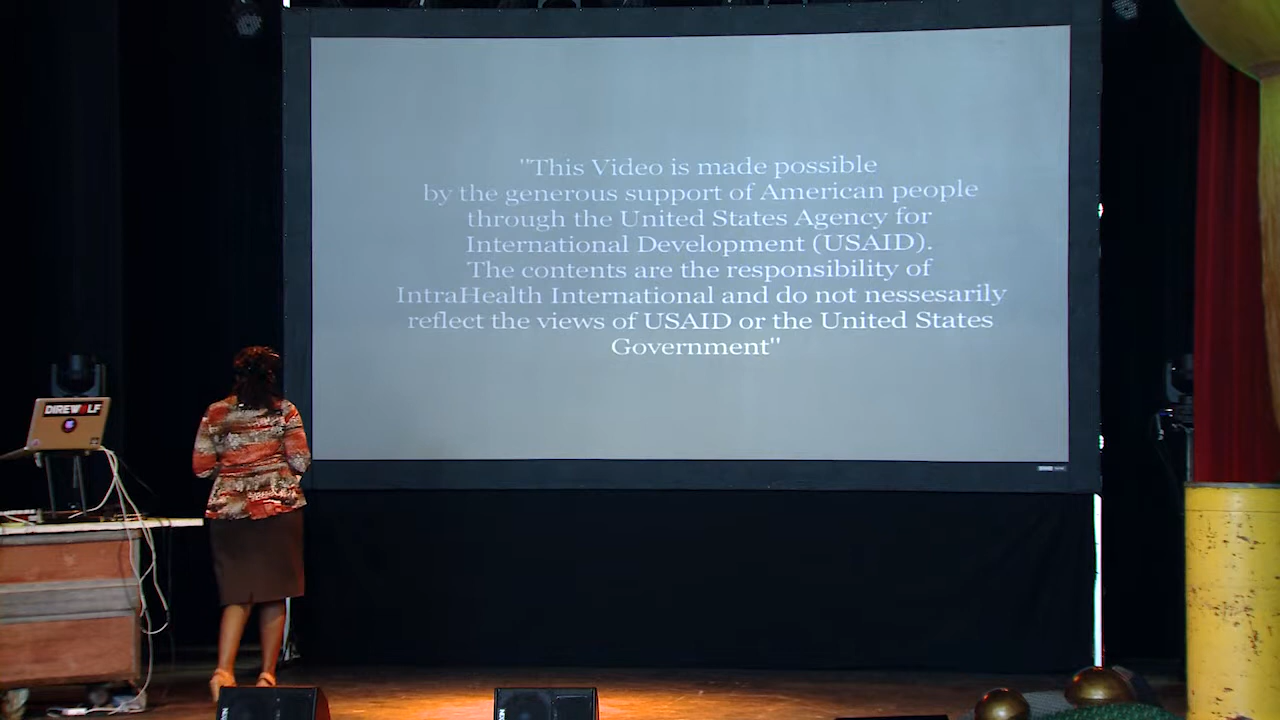 "This Video is made possible
by the generous support of American people
through the United States Agency for
International Development (USAID).
The contents are the responsibility of
IntraHealth International and do not nessesarily
reflect the views of USAID or the United States
Government"
DIREWOLF